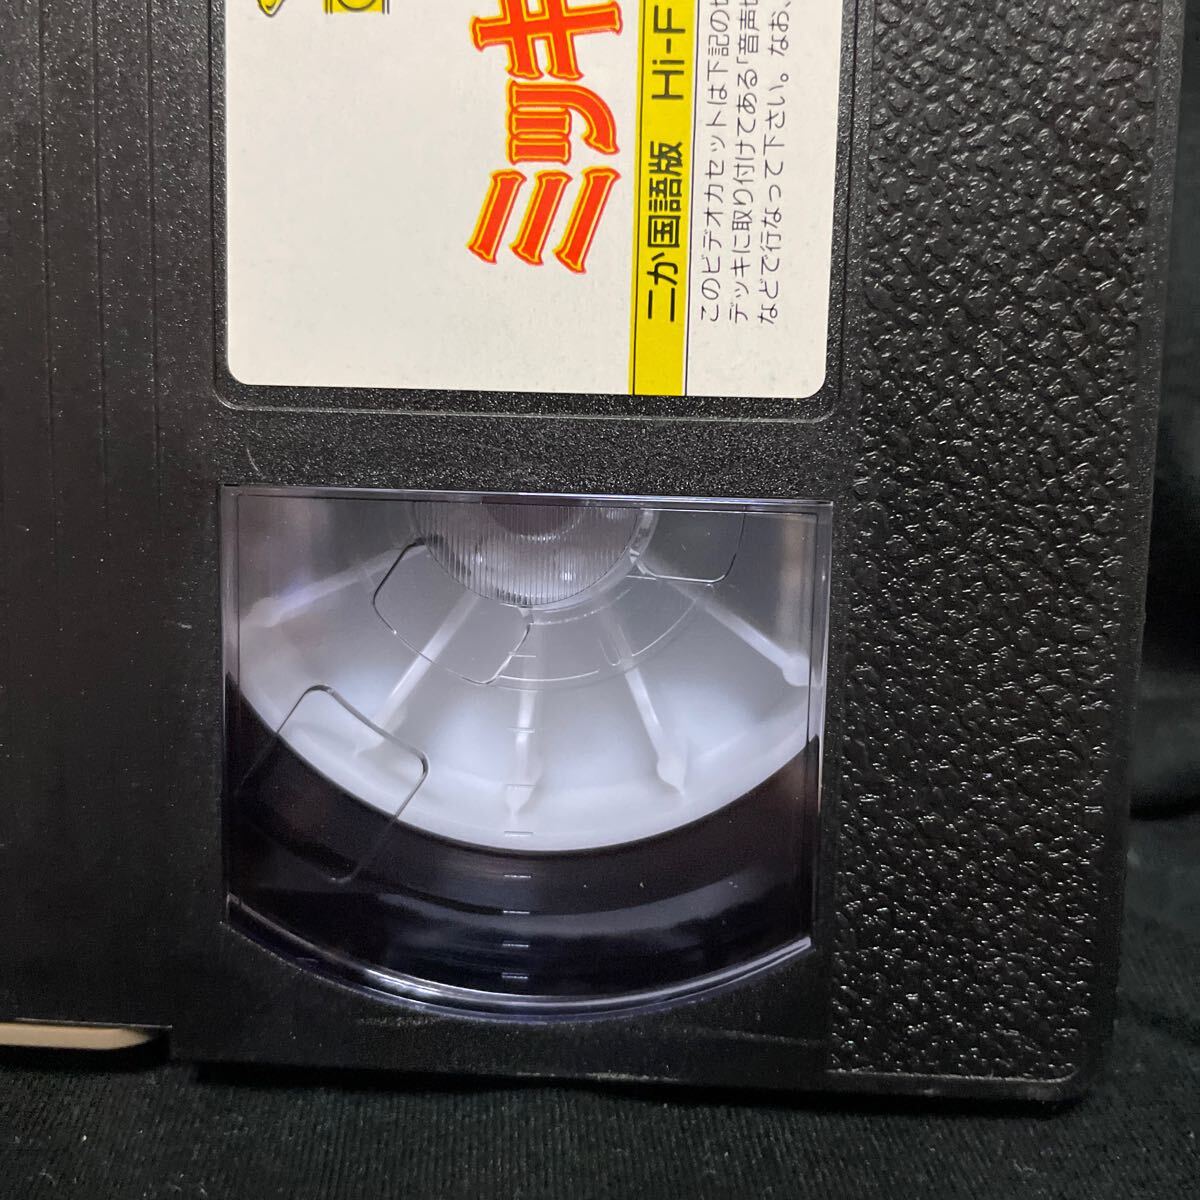 ミッキ
二か国語版 Hi-F
このビデオカセットは下記の
デッキに取り付けてある「音声
などで行なって下さい。なお、